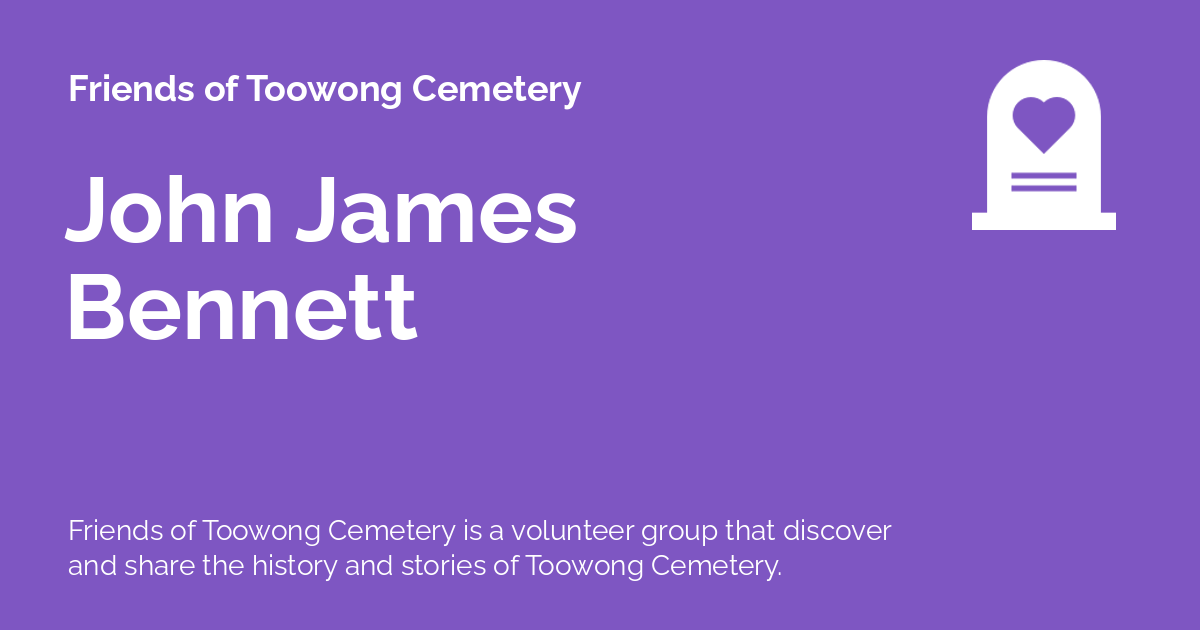 Friends of Toowong Cemetery
John James
Bennett
Friends of Toowong Cemetery is a volunteer group that discover
and share the history and stories of Toowong Cemetery.